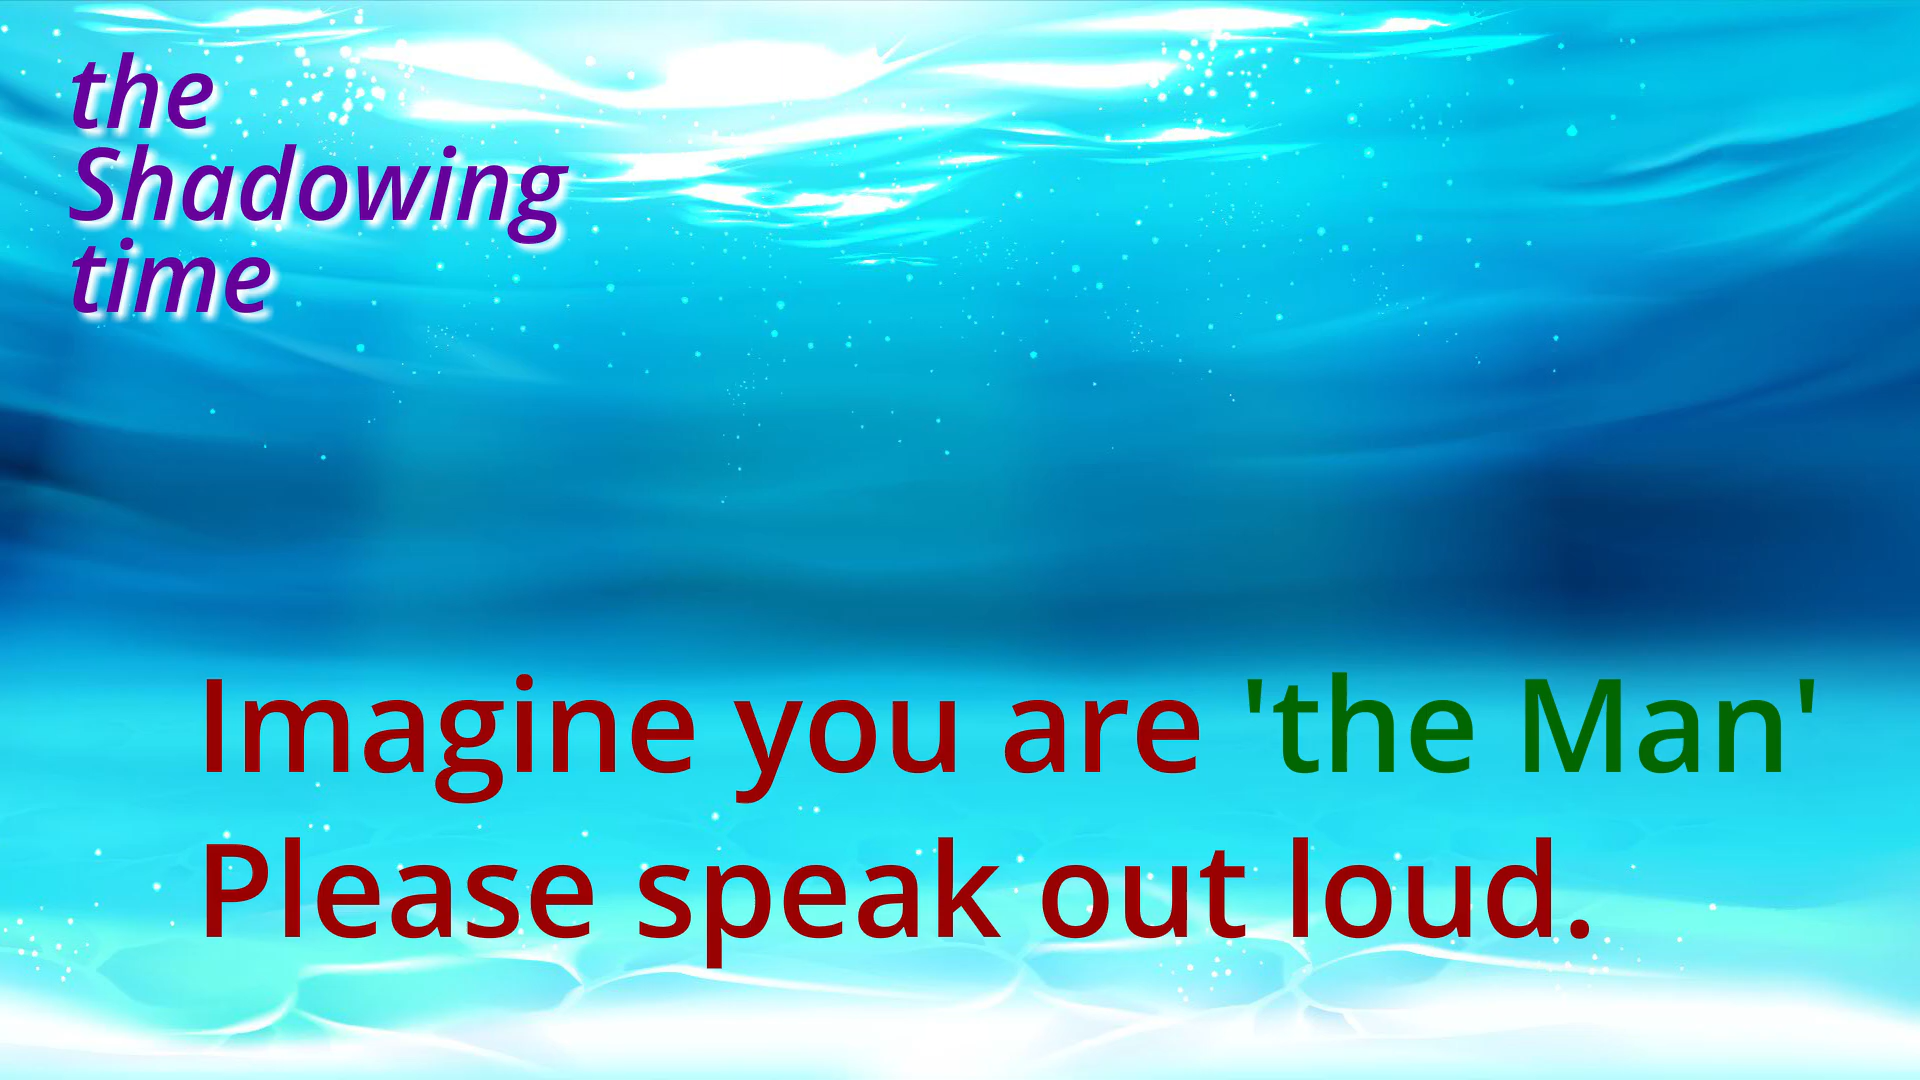 the
Shadowing
time
Imagine you are 'the Man'
Please speak out loud.